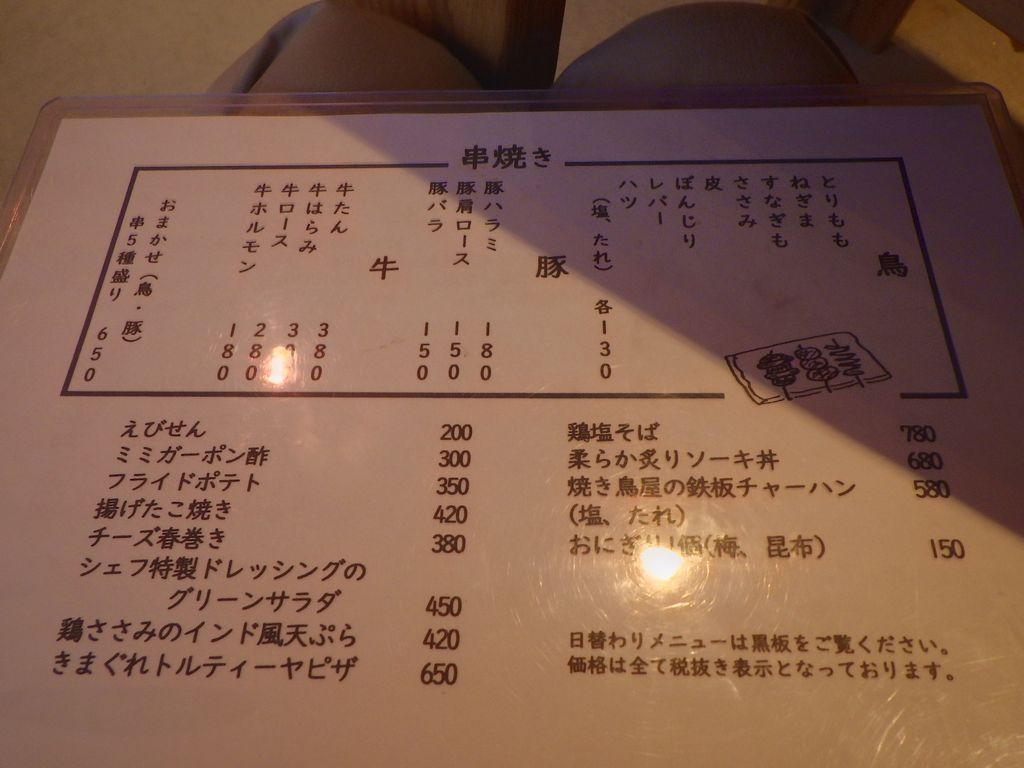 串焼き
鳥
とりもも
ねぎま
すなぎも
ささみ
皮
ぼんじり
レバー
ハツ
(塩、たれ) 各130
豚
豚ハラミ 180
豚肩ロース 150
豚バラ 150
牛
牛たん 380
牛はらみ 380
牛ロース 280
牛ホルモン 180
おまかせ(鳥・豚)
串5種盛り 650
えびせん 200
ミミガーポン酢 300
フライドポテト 350
揚げたこ焼き 420
チーズ春巻き 380
シェフ特製ドレッシングの
グリーンサラダ 450
鶏ささみのインド風天ぷら 420
きまぐれトルティーヤピザ 650
鶏塩そば 780
柔らか炙りソーキ丼 680
焼き鳥屋の鉄板チャーハン 580
(塩、たれ)
おにぎり1個(梅、昆布) 150
日替わりメニューは黒板をご覧ください。
価格は全て税抜き表示となっております。